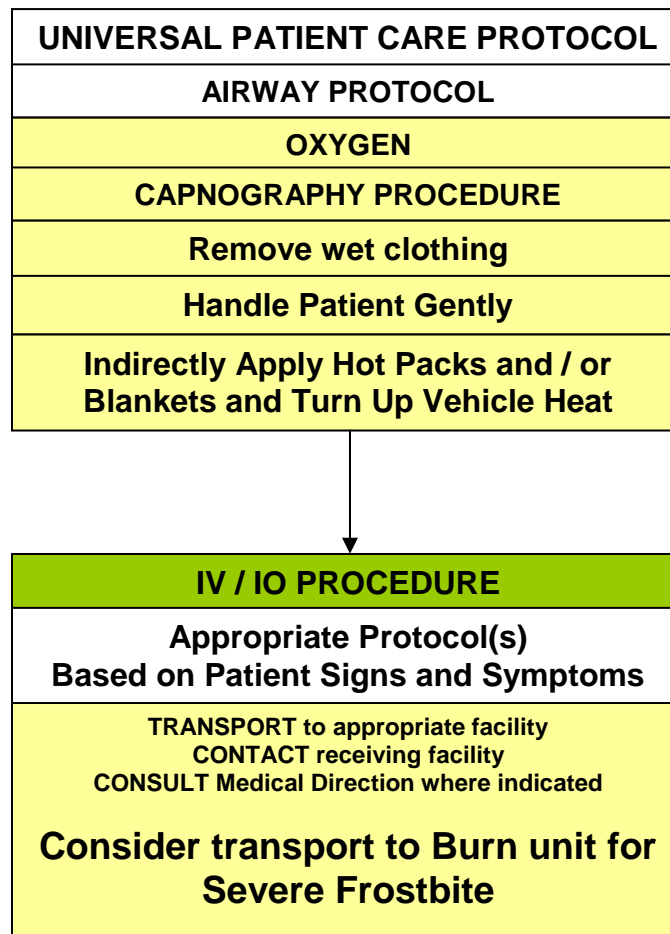 UNIVERSAL PATIENT CARE PROTOCOL
AIRWAY PROTOCOL
OXYGEN
CAPNOGRAPHY PROCEDURE
Remove wet clothing
Handle Patient Gently
Indirectly Apply Hot Packs and / or
Blankets and Turn Up Vehicle Heat
IV / IO PROCEDURE
Appropriate Protocol(s)
Based on Patient Signs and Symptoms
TRANSPORT to appropriate facility
CONTACT receiving facility
CONSULT Medical Direction where indicated
Consider transport to Burn unit for
Severe Frostbite